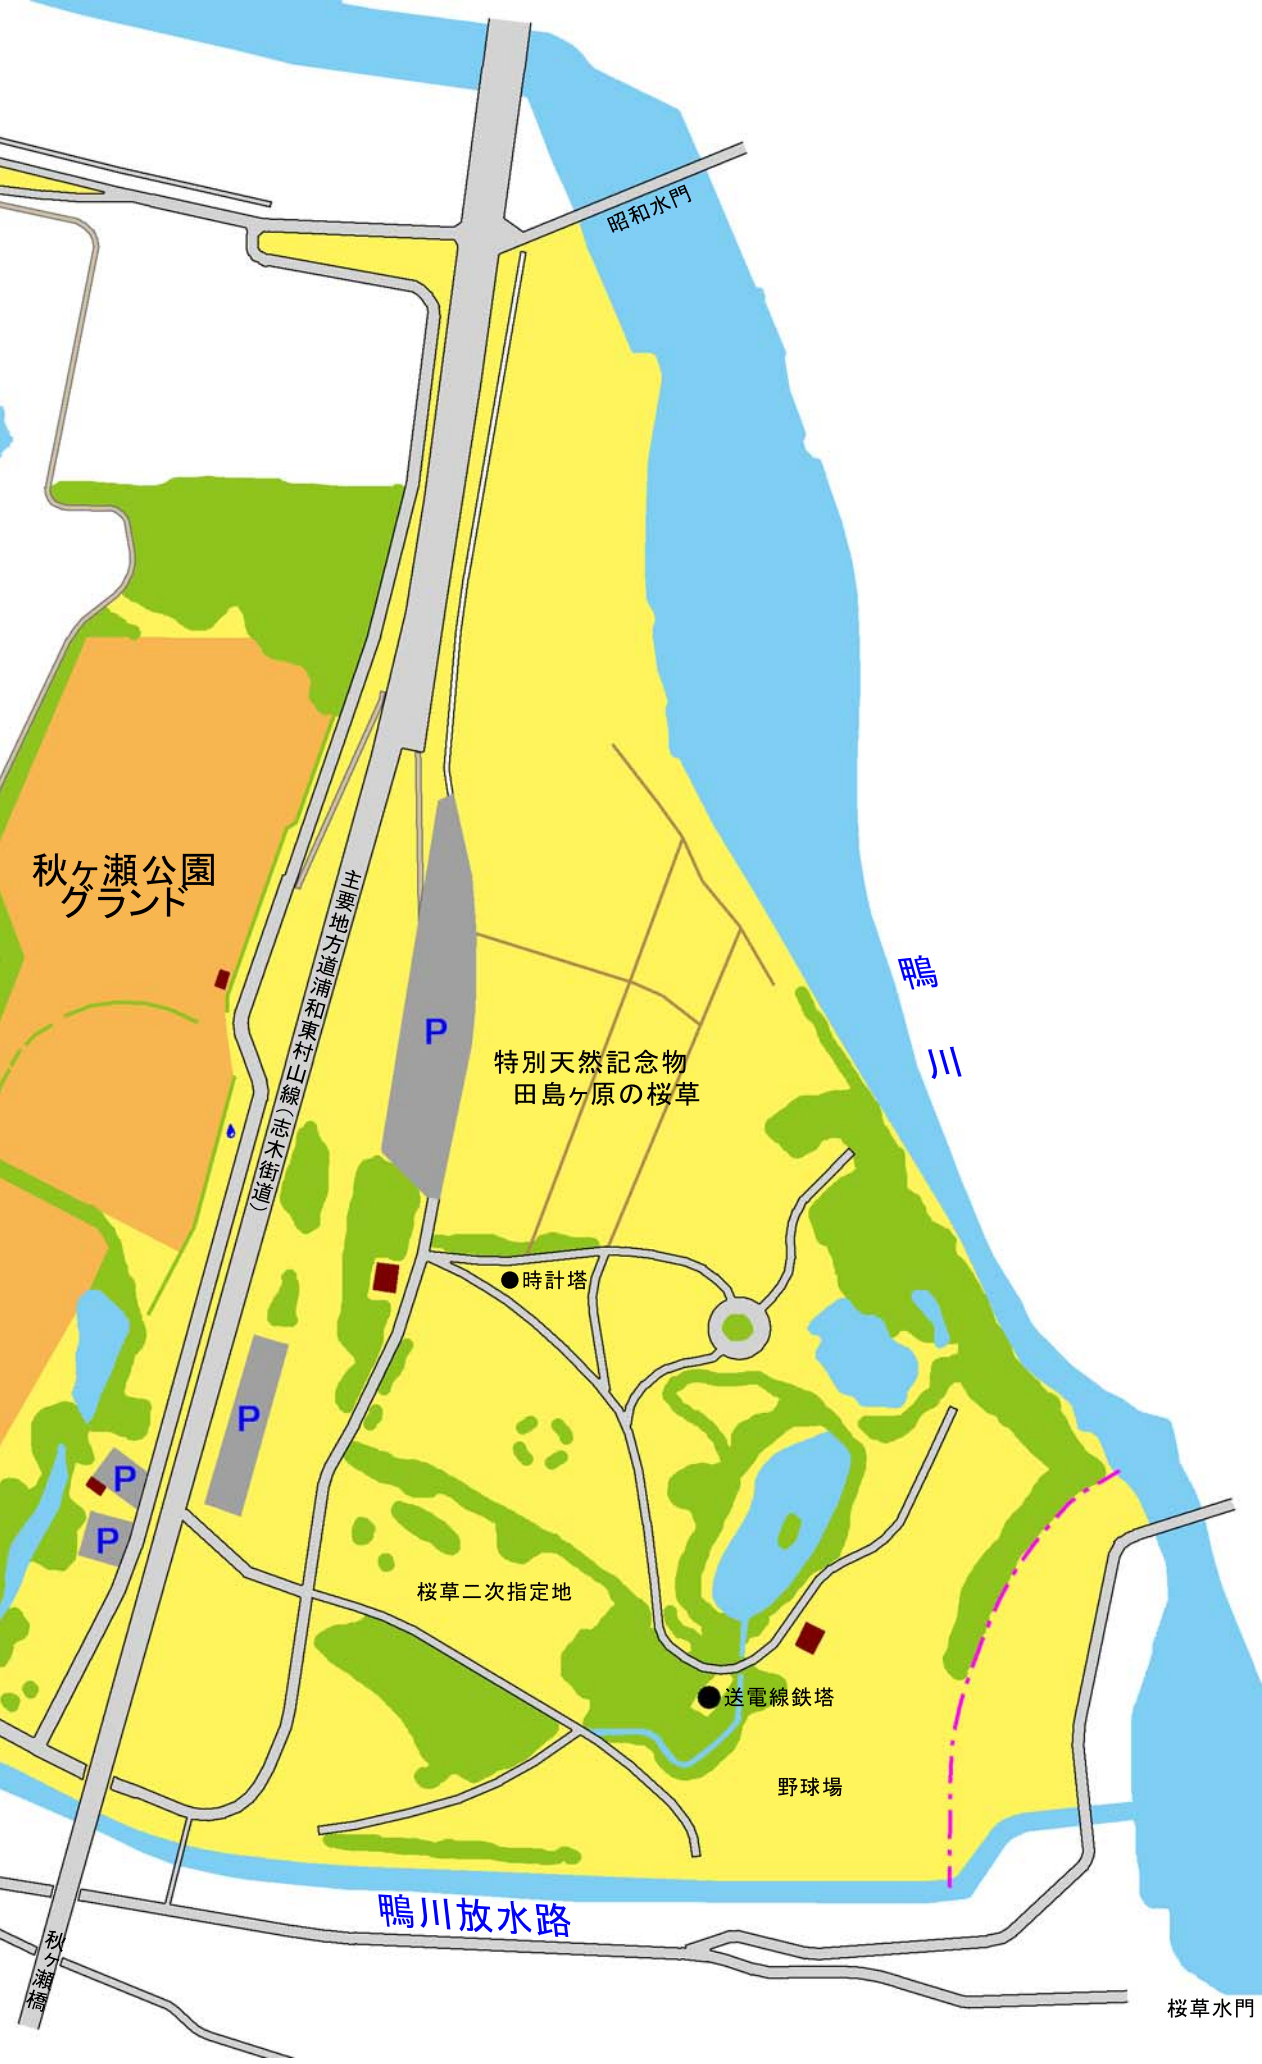 昭和水門
秋ヶ瀬公園
グランド
主要地方道浦和東村山線(志木街道)
鴨川
P
特別天然記念物
田島ヶ原の桜草
時計塔
P
P
P
桜草二次指定地
送電線鉄塔
野球場
鴨川放水路
秋ヶ瀬橋
桜草水門